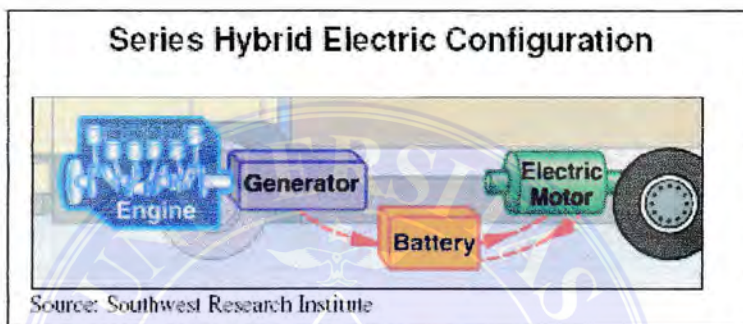 Series Hybrid Electric Configuration
Engine
Generator
Battery
Electric
Motor
Source: Southwest Research Institute